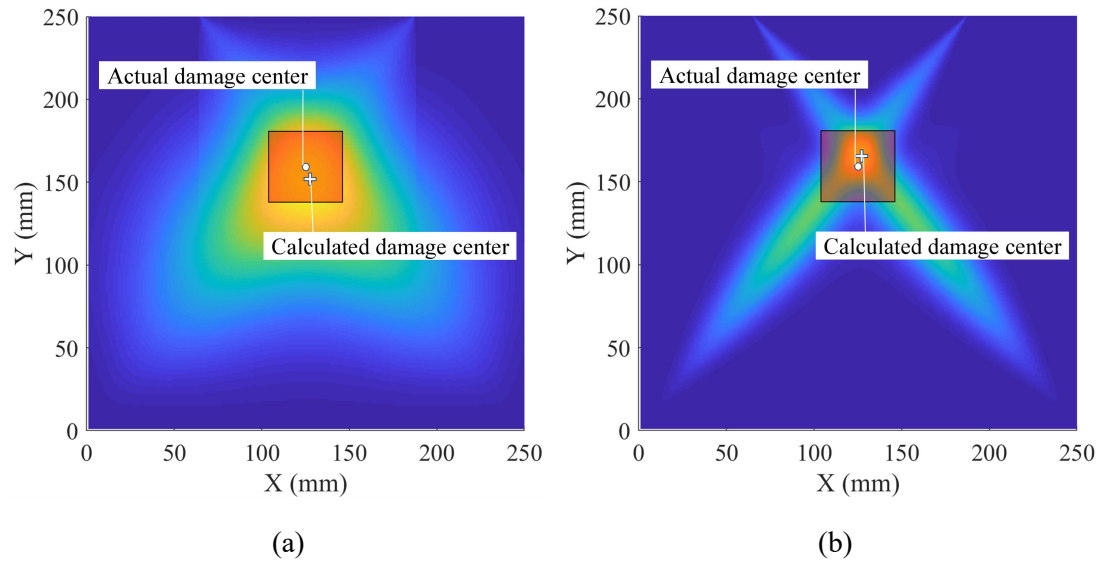 250
200
150
100
50
0
Y (mm)
Actual damage center
Calculated damage center
0 50 100 150 200 250
X (mm)
(a)
250
200
150
100
50
0
Y (mm)
Actual damage center
Calculated damage center
0 50 100 150 200 250
X (mm)
(b)